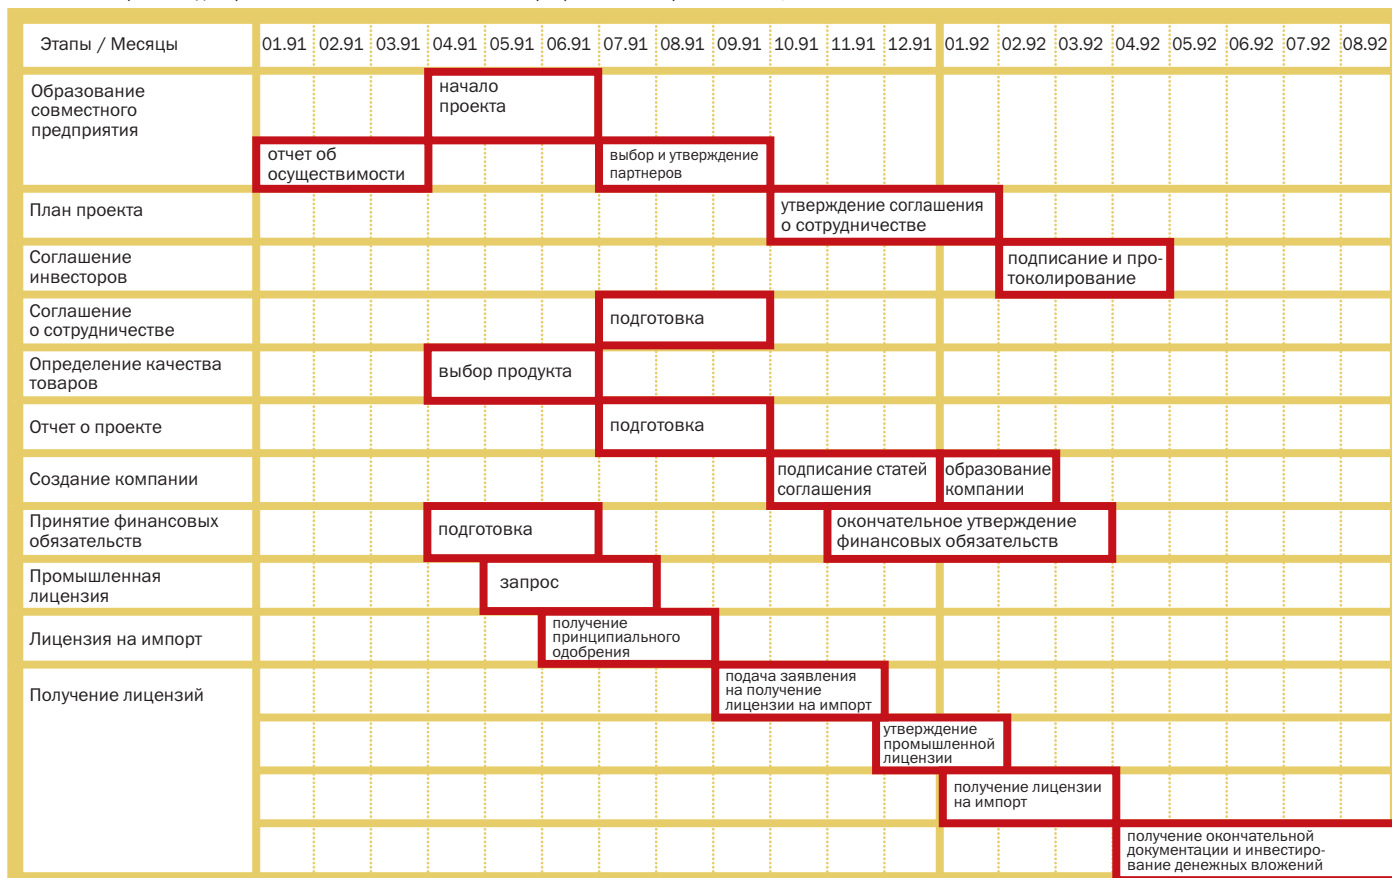 Этапы / Месяцы 01.91 02.91 03.91 04.91 05.91 06.91 07.91 08.91 09.91 10.91 11.91 12.91 01.92 02.92 03.92 04.92 05.92 06.92 07.92 08.92
Образование
совместного
предприятия
начало
проекта
отчет об
осуществимости
выбор и утверждение
партнеров
План проекта
утверждение соглашения
о сотрудничестве
Соглашение
инвесторов
подписание и про-
токолирование
Соглашение
о сотрудничестве
подготовка
Определение качества
товаров
выбор продукта
Отчет о проекте
подготовка
Создание компании
подписание статей
соглашения
образование
компании
Принятие финансовых
обязательств
подготовка
окончательное утверждение
финансовых обязательств
Промышленная
лицензия
запрос
Лицензия на импорт
получение
принципиального
одобрения
Получение лицензий
подача заявления
на получение
лицензии на импорт
утверждение
промышленной
лицензии
получение лицензии
на импорт
получение окончательной
документации и инвестиро-
вание денежных вложений